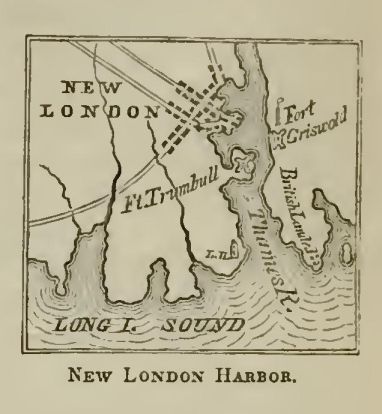 NEW
LONDON
Fort
Griswold
Ft. Trumbull
British Landed
Thames R.
L.H.
LONG I. SOUND
NEW LONDON HARBOR.